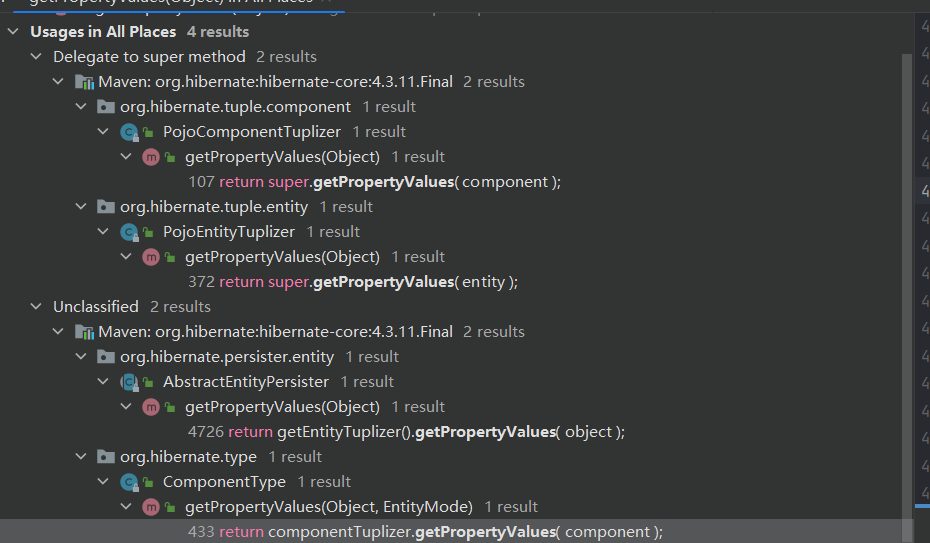 getPropertyValues(Object) in All Places
Usages in All Places 4 results
Delegate to super method 2 results
Maven: org.hibernate:hibernate-core:4.3.11.Final 2 results
org.hibernate.tuple.component 1 result
PojoComponentTuplizer 1 result
getPropertyValues(Object) 1 result
107 return super.getPropertyValues( component );
org.hibernate.tuple.entity 1 result
PojoEntityTuplizer 1 result
getPropertyValues(Object) 1 result
372 return super.getPropertyValues( entity );
Unclassified 2 results
Maven: org.hibernate:hibernate-core:4.3.11.Final 2 results
org.hibernate.persister.entity 1 result
AbstractEntityPersister 1 result
getPropertyValues(Object) 1 result
4726 return getEntityTuplizer().getPropertyValues( object );
org.hibernate.type 1 result
ComponentType 1 result
getPropertyValues(Object, EntityMode) 1 result
433 return componentTuplizer.getPropertyValues( component );